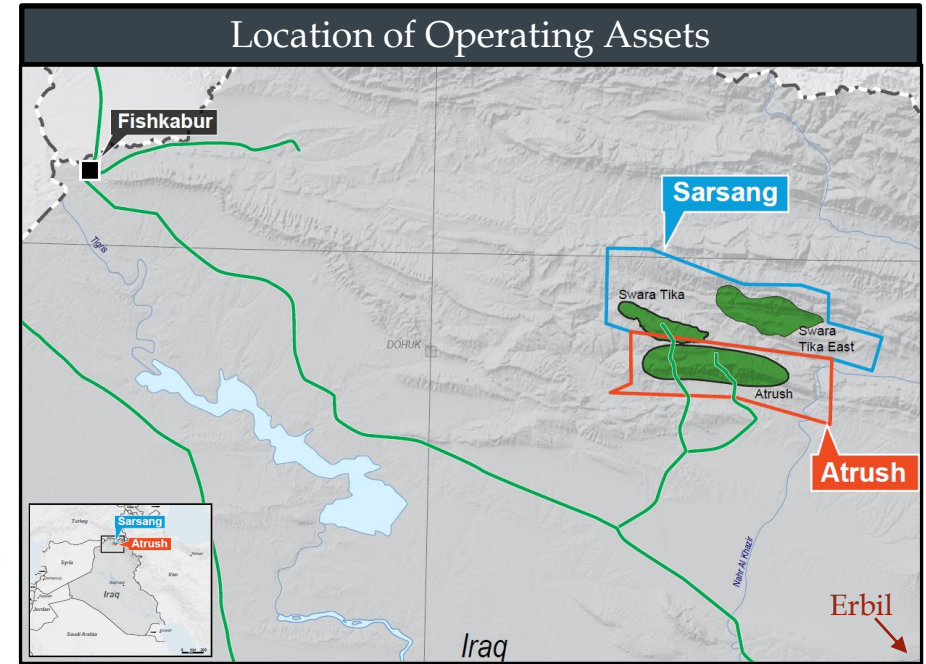 Location of Operating Assets
Fishkabur
Sarsang
Tigris
Swara Tika
Swara
Tika East
DOHUK
Atrush
Atrush
Nahr Al Khazir
Erbil
Iraq
Turkey
Sarsang
Atrush
Syria
Iran
Iraq
Jordan
Saudi Arabia